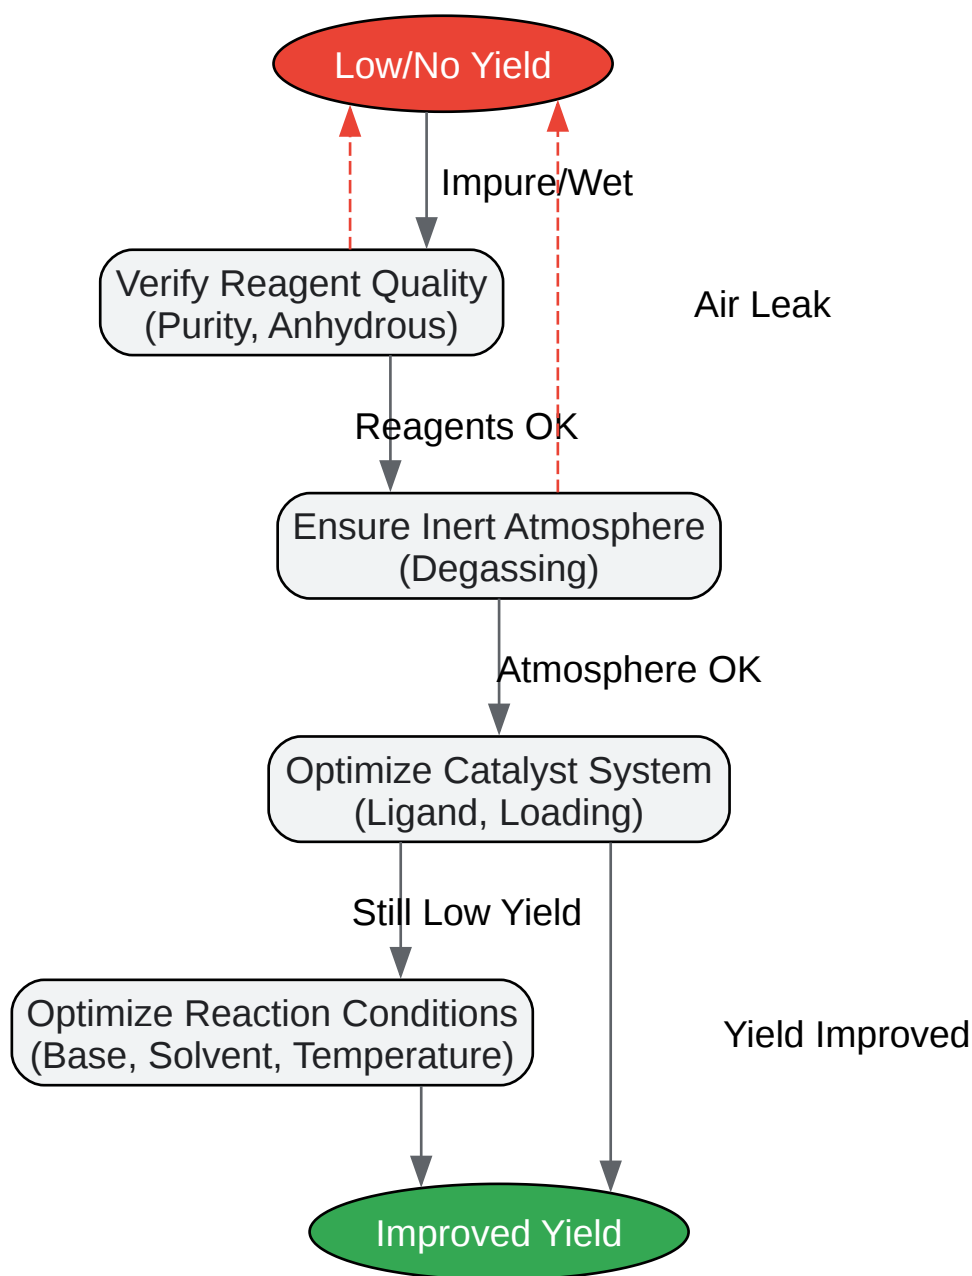 Low/No Yield
Impure/Wet
Verify Reagent Quality
(Purity, Anhydrous)
Air Leak
Reagents OK
Ensure Inert Atmosphere
(Degassing)
Atmosphere OK
Optimize Catalyst System
(Ligand, Loading)
Still Low Yield
Optimize Reaction Conditions
(Base, Solvent, Temperature)
Yield Improved
Improved Yield